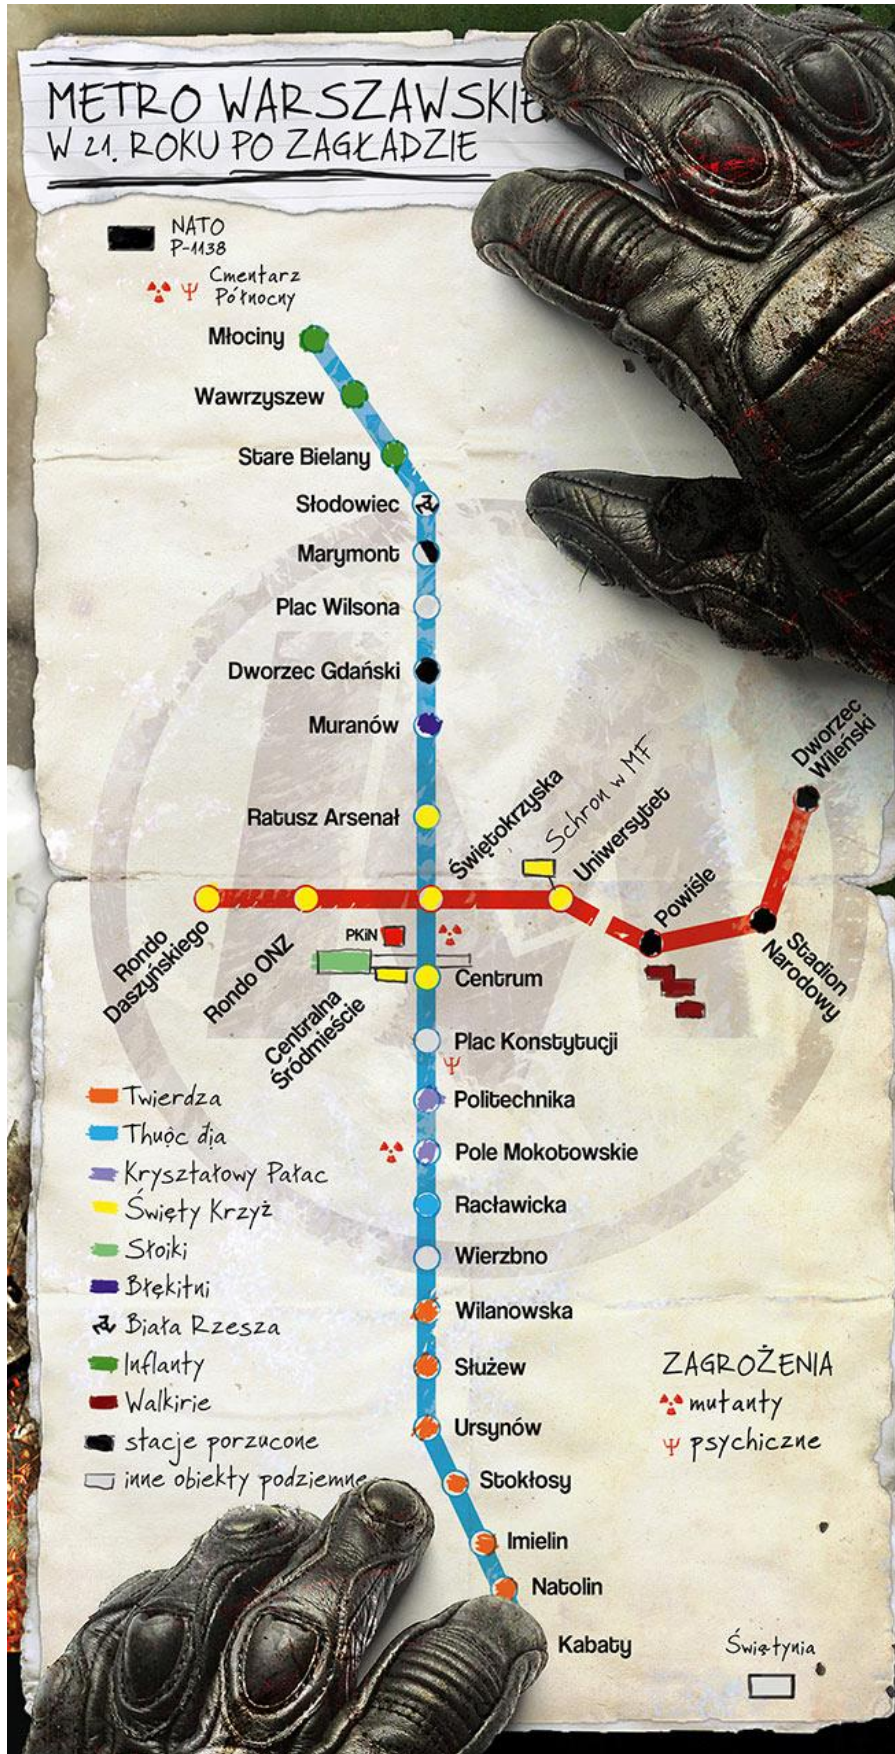 METRO WARSZAWSKIE
W 21. ROKU PO ZAGŁADZIE
NATO
P-1138
Cmentarz
Północny
Młociny
Wawrzyszew
Stare Bielany
Słodowiec
Marymont
Plac Wilsona
Dworzec Gdański
Muranów
Dworzec
Wileński
Ratusz Arsenał
Świętokrzyska
Schron w MF
Uniwersytet
Powiśle
Stadion
Narodowy
Rondo
Daszyńskiego
Rondo ONZ
PKiN
Centralna
Śródmieście
Centrum
Plac Konstytucji
Politechnika
Pole Mokotowskie
Racławicka
Wierzbno
Wilanowska
Służew
Ursynów
Stokłosy
Imielin
Natolin
Kabaty
Twierdza
Thuộc địa
Kryształowy Pałac
Święty Krzyż
Słoiki
Błękitni
Biała Rzesza
Inflanty
Walkirie
stacje porzucone
inne obiekty podziemne
ZAGROŻENIA
mutanty
psychiczne
Świątynia